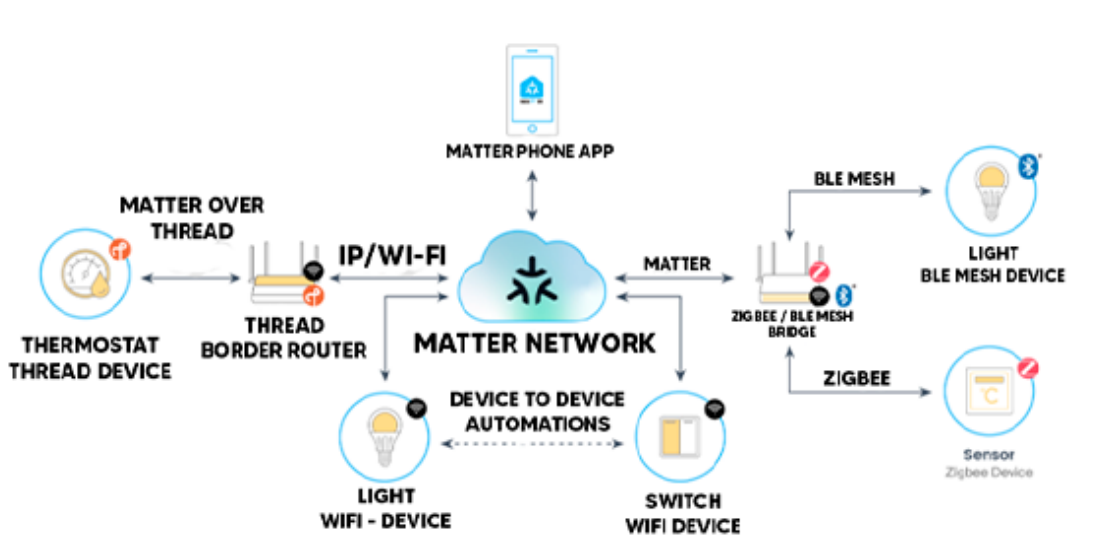 MATTER PHONE APP
BLE MESH
MATTER OVER
THREAD
IP/WI-FI
MATTER
LIGHT
BLE MESH DEVICE
THREAD
BORDER ROUTER
MATTER NETWORK
ZIGBEE / BLE MESH
BRIDGE
THERMOSTAT
THREAD DEVICE
ZIGBEE
°C
DEVICE TO DEVICE
AUTOMATIONS
Sensor
Zigbee Device
LIGHT
WIFI - DEVICE
SWITCH
WIFI DEVICE